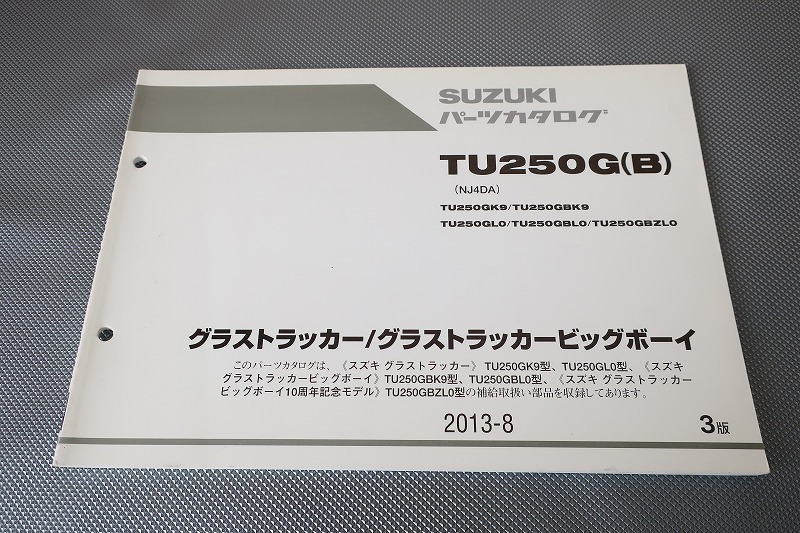 SUZUKI
パーツカタログ
TU250G(B)
(NJ4DA)
TU250GK9/TU250GBK9
TU250GL0/TU250GBL0/TU250GBZL0
グラストラッカー/グラストラッカービッグボーイ
このパーツカタログは、《スズキ グラストラッカー》 TU250GK9型、TU250GL0型、《スズキ
グラストラッカービッグボーイ》TU250GBK9型、TU250GBL0型、《スズキ グラストラッカー
ビッグボーイ10周年記念モデル》TU250GBZL0型の補給取扱い部品を収録してあります。
2013-8
3版